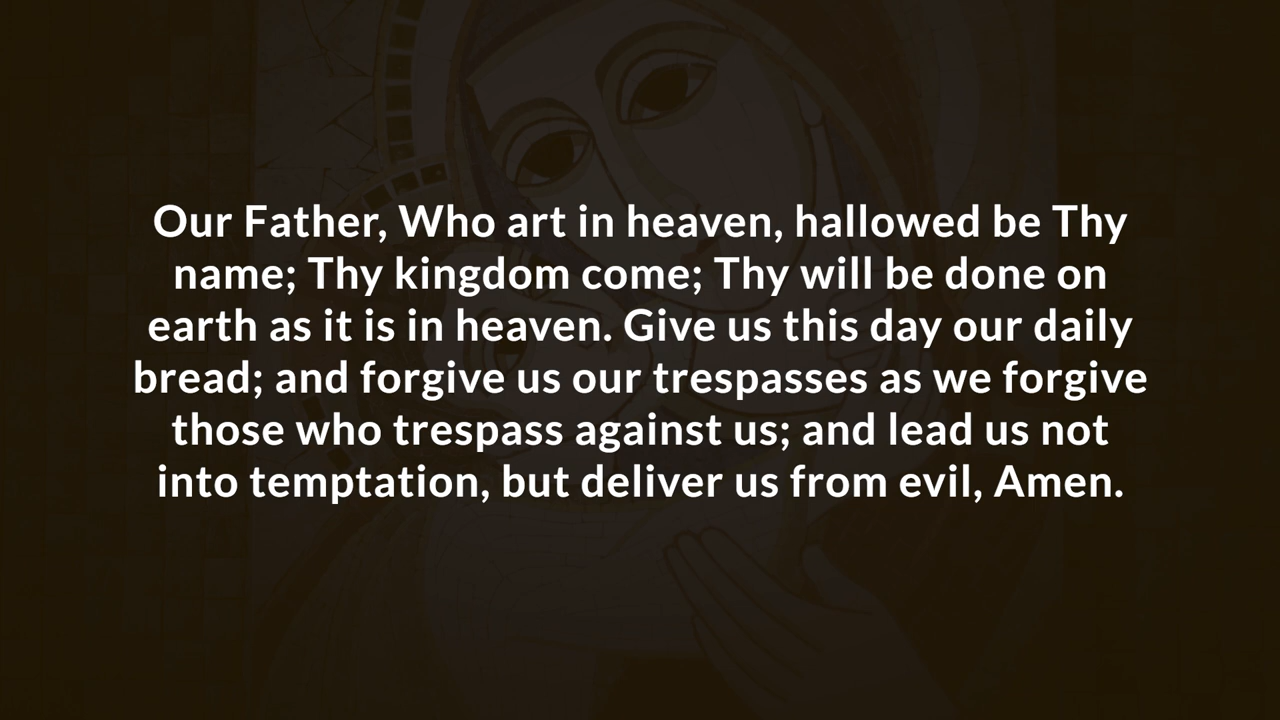 Our Father, Who art in heaven, hallowed be Thy
name; Thy kingdom come; Thy will be done on
earth as it is in heaven. Give us this day our daily
bread; and forgive us our trespasses as we forgive
those who trespass against us; and lead us not
into temptation, but deliver us from evil, Amen.